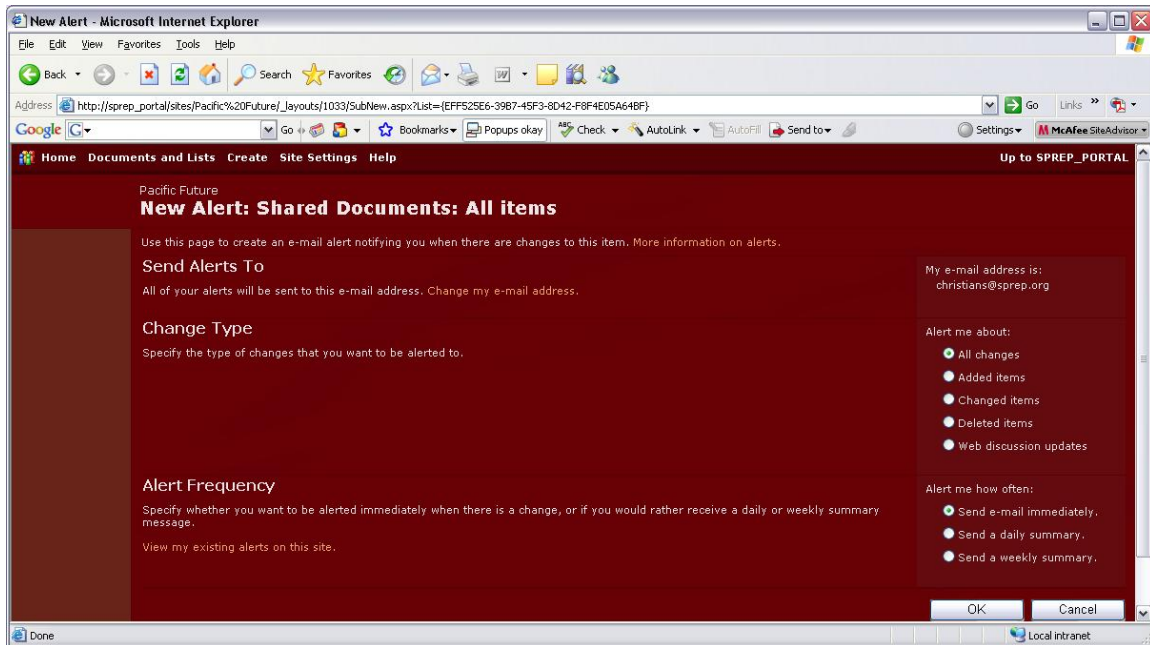 New Alert - Microsoft Internet Explorer
File Edit View Favorites Tools Help
Back Search Favorites
Address http://sprep_portal/sites/Pacific%20Future/_layouts/1033/SubNew.aspx?List={EFF525E6-39B7-45F3-8D42-F8F4E05A64BF} Go Links »
Google G Go Bookmarks Popups okay ABC Check AutoLink AutoFill Send to Settings McAfee SiteAdvisor
Home Documents and Lists Create Site Settings Help Up to SPREP_PORTAL
Pacific Future
New Alert: Shared Documents: All items
Use this page to create an e-mail alert notifying you when there are changes to this item. More information on alerts.
Send Alerts To
All of your alerts will be sent to this e-mail address. Change my e-mail address.
My e-mail address is:
christians@sprep.org
Change Type
Specify the type of changes that you want to be alerted to.
Alert me about:
All changes
Added items
Changed items
Deleted items
Web discussion updates
Alert Frequency
Specify whether you want to be alerted immediately when there is a change, or if you would rather receive a daily or weekly summary
message.
View my existing alerts on this site.
Alert me how often:
Send e-mail immediately.
Send a daily summary.
Send a weekly summary.
OK Cancel
Done Local intranet